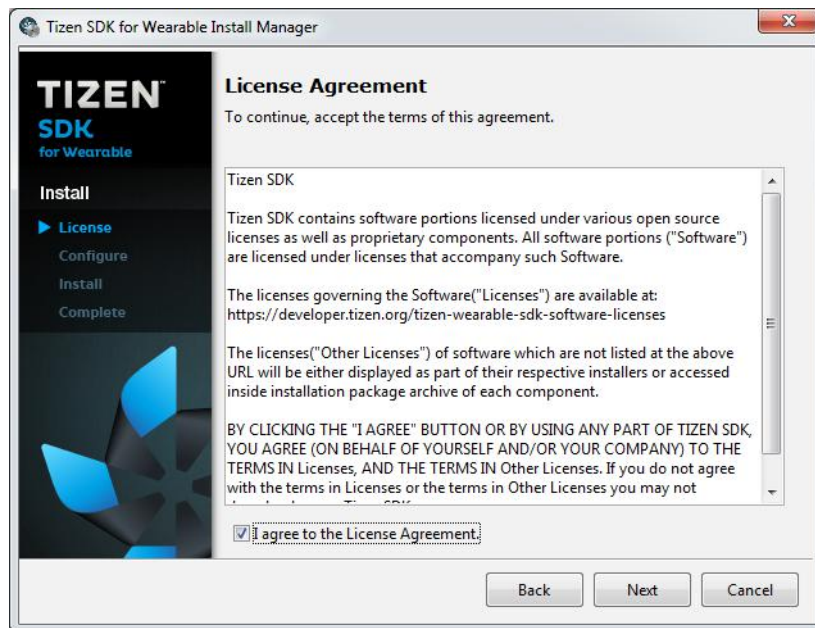 Tizen SDK for Wearable Install Manager
TIZEN™
SDK
for Wearable
Install
License
Configure
Install
Complete
License Agreement
To continue, accept the terms of this agreement.
Tizen SDK
Tizen SDK contains software portions licensed under various open source
licenses as well as proprietary components. All software portions ("Software")
are licensed under licenses that accompany such Software.
The licenses governing the Software("Licenses") are available at:
https://developer.tizen.org/tizen-wearable-sdk-software-licenses
The licenses("Other Licenses") of software which are not listed at the above
URL will be either displayed as part of their respective installers or accessed
inside installation package archive of each component.
BY CLICKING THE "I AGREE" BUTTON OR BY USING ANY PART OF TIZEN SDK,
YOU AGREE (ON BEHALF OF YOURSELF AND/OR YOUR COMPANY) TO THE
TERMS IN Licenses, AND THE TERMS IN Other Licenses. If you do not agree
with the terms in Licenses or the terms in Other Licenses you may not
I agree to the License Agreement.
Back
Next
Cancel